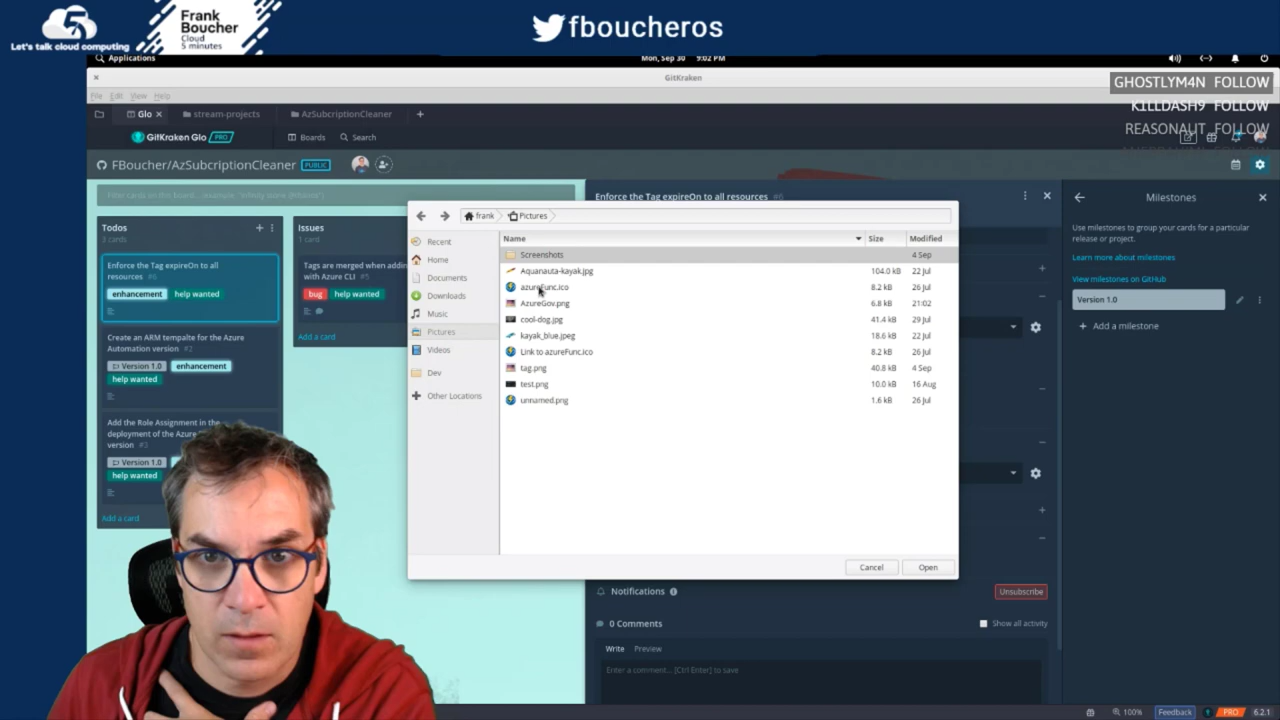 Let's talk cloud computing
Frank
Boucher
Cloud
5 minutes
fboucheros
Applications
Mon, Sep 30 9:02 PM
GitKraken
File Edit View Help
Glo
stream-projects
AzSubcriptionCleaner
GitKraken Glo PRO
Boards
Search
GHOSTLYM4N FOLLOW
K1LLDASH9 FOLLOW
REASONAUT FOLLOW
FBoucher/AzSubcriptionCleaner PUBLIC
Todos
3 cards
Enforce the Tag expireOn to all
resources #6
enhancement help wanted
Create an ARM tempalte for the Azure
Automation version #2
Version 1.0 enhancement
help wanted
Add the Role Assignment in the
deployment of the Azure
version #3
Version 1.0
help wanted
Add a card
Issues
1 card
Tags are merged when addin
with Azure CLI #5
bug help wanted
Add a card
Enforce the Tag expireOn to all resources #6
frank Pictures
Recent
Home
Documents
Downloads
Music
Pictures
Videos
Dev
Other Locations
Name Size Modified
Screenshots 4 Sep
Aquanauta-kayak.jpg 104.0 kB 22 Jul
azureFunc.ico 8.2 kB 26 Jul
AzureGov.png 6.8 kB 21:02
cool-dog.jpg 41.4 kB 29 Jul
kayak_blue.jpeg 18.6 kB 22 Jul
Link to azureFunc.ico 8.2 kB 26 Jul
tag.png 40.8 kB 4 Sep
test.png 10.0 kB 16 Aug
unnamed.png 1.6 kB 26 Jul
Cancel Open
Notifications
Unsubscribe
0 Comments
Show all activity
Write Preview
Enter a comment... [Ctrl Enter] to save
Milestones
Use milestones to group your cards for a particular
release or project.
Learn more about milestones
View milestones on GitHub
Version 1.0
Add a milestone
100% Feedback PRO 6.2.1